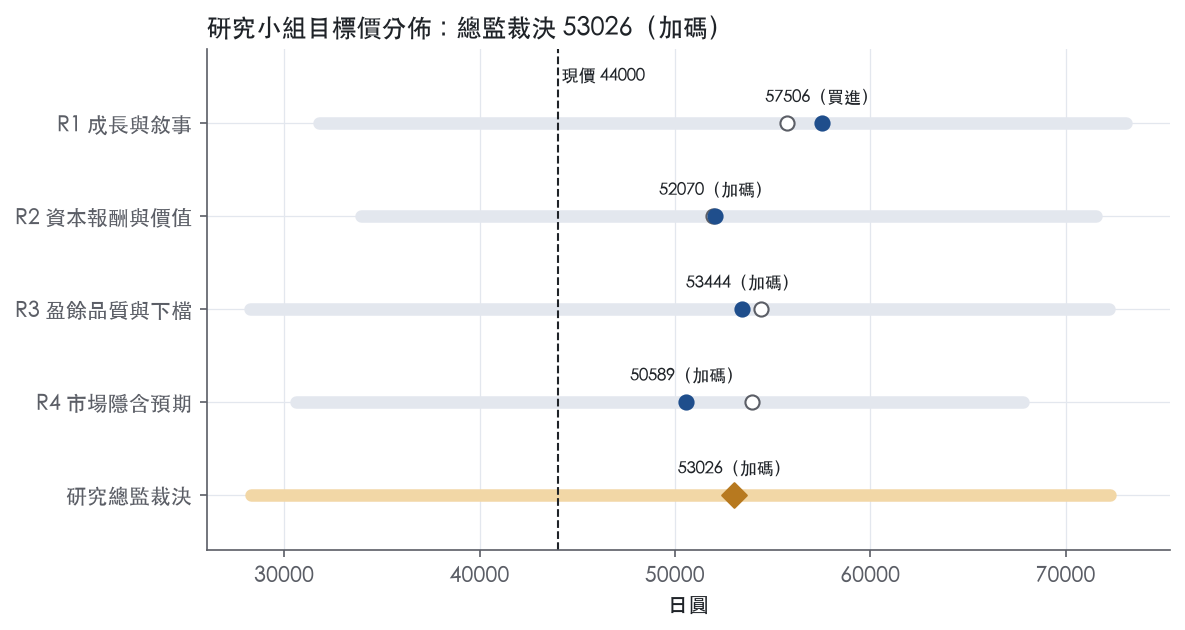 研究小組目標價分佈：總監裁決 53026（加碼）
現價 44000
57506（買進）
R1 成長與敘事
52070（加碼）
R2 資本報酬與價值
53444（加碼）
R3 盈餘品質與下檔
50589（加碼）
R4 市場隱含預期
53026（加碼）
研究總監裁決
30000 40000 50000 60000 70000
日圓